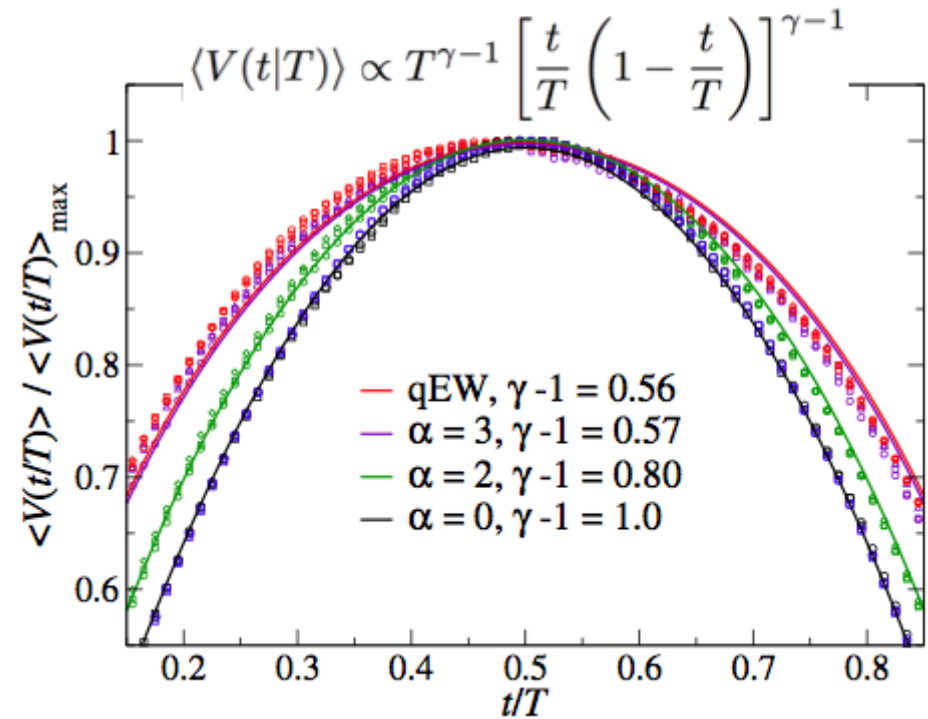 ⟨V(t|T)⟩ ∝ T^{γ−1} [t/T (1 − t/T)]^{γ−1}
<V(t/T)> / <V(t/T)>_max
1
0.9
0.8
0.7
0.6
qEW, γ -1 = 0.56
α = 3, γ -1 = 0.57
α = 2, γ -1 = 0.80
α = 0, γ -1 = 1.0
0.2 0.3 0.4 0.5 0.6 0.7 0.8
t/T